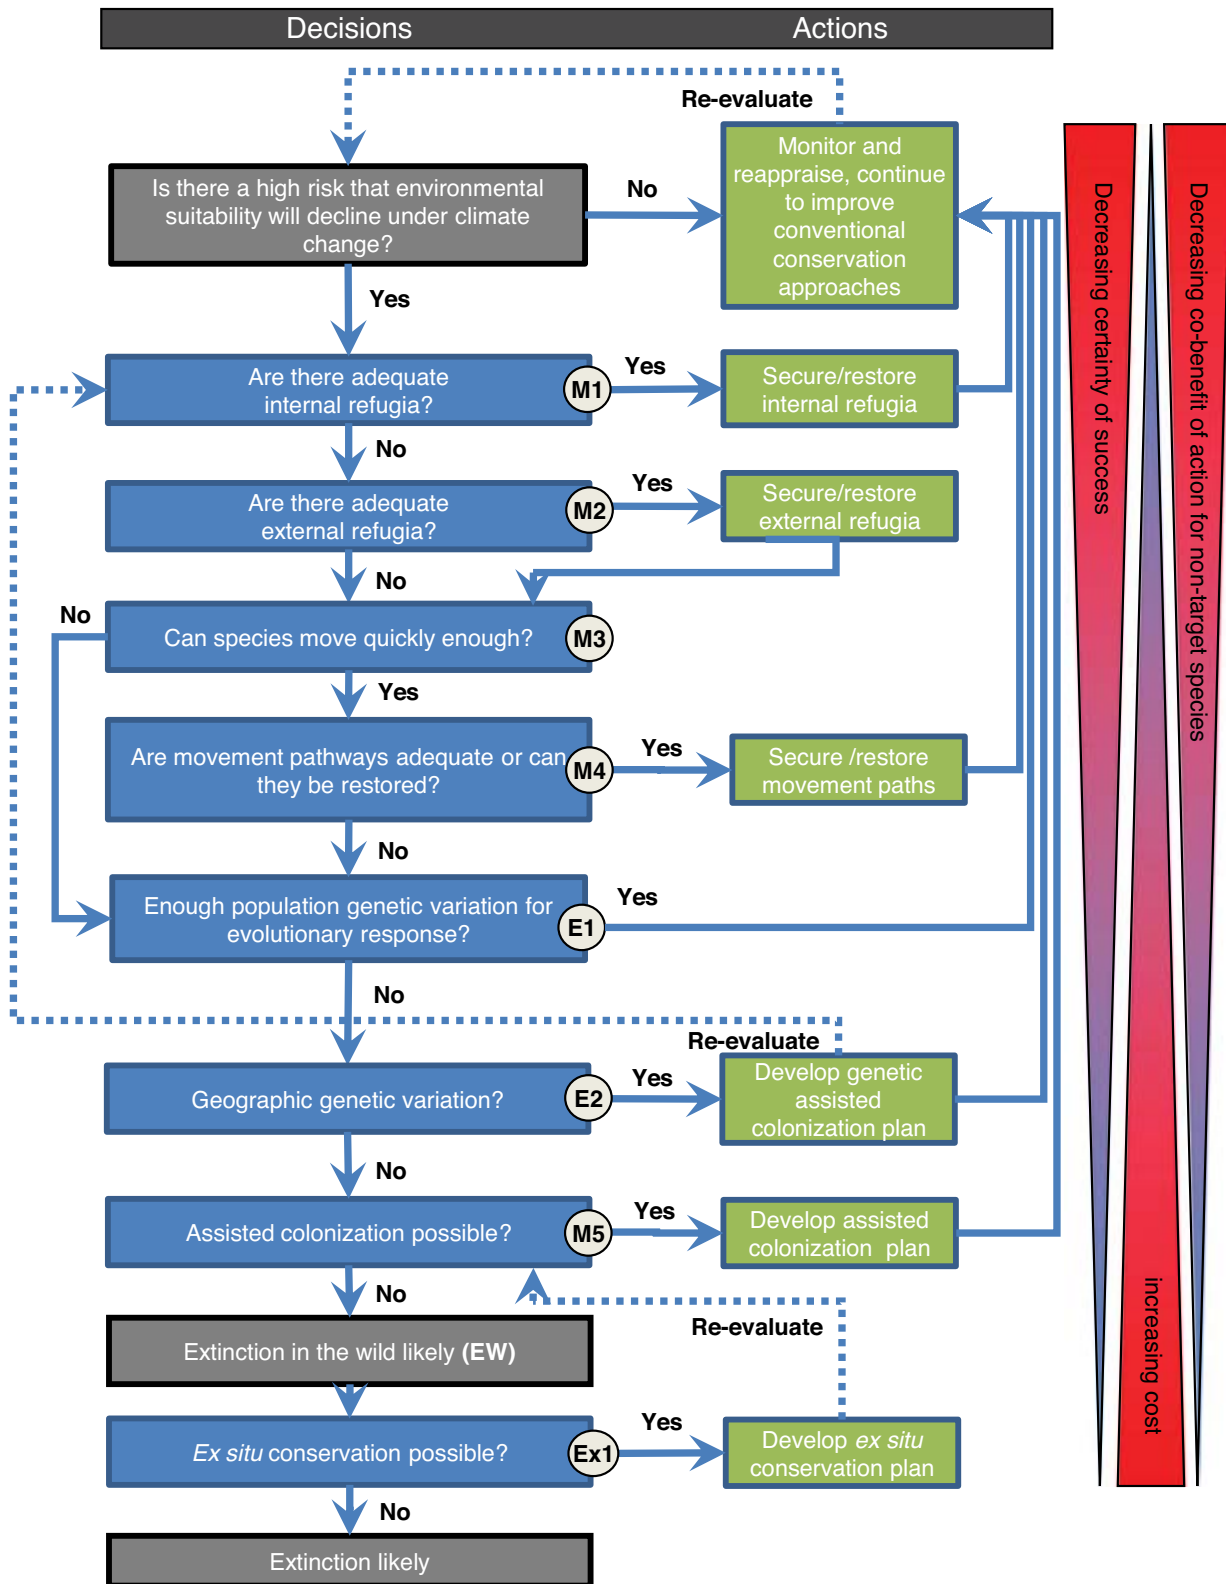 Decisions
Actions
Re-evaluate
Is there a high risk that environmental
suitability will decline under climate
change?
No
Monitor and
reappraise, continue
to improve
conventional
conservation
approaches
Yes
Are there adequate
internal refugia?
M1
Yes
Secure/restore
internal refugia
No
Are there adequate
external refugia?
M2
Yes
Secure/restore
external refugia
No
No
Can species move quickly enough?
M3
Yes
Are movement pathways adequate or can
they be restored?
M4
Yes
Secure /restore
movement paths
No
Enough population genetic variation for
evolutionary response?
E1
Yes
No
Re-evaluate
Geographic genetic variation?
E2
Yes
Develop genetic
assisted
colonization plan
No
Assisted colonization possible?
M5
Yes
Develop assisted
colonization plan
No
Re-evaluate
Extinction in the wild likely (EW)
Ex situ conservation possible?
Ex1
Yes
Develop ex situ
conservation plan
No
Extinction likely
Decreasing certainty of success
increasing cost
Decreasing co-benefit of action for non-target species